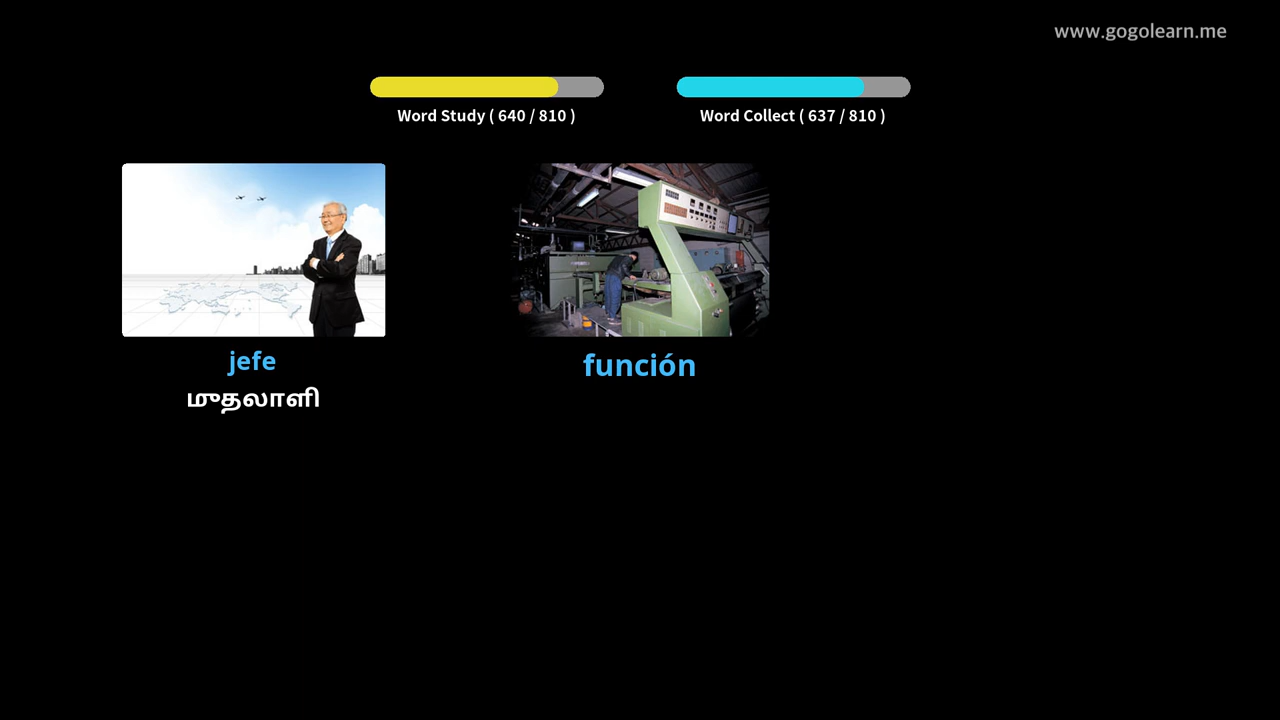 www.gogolearn.me
Word Study ( 640 / 810 )
Word Collect ( 637 / 810 )
jefe
முதலாளி
función